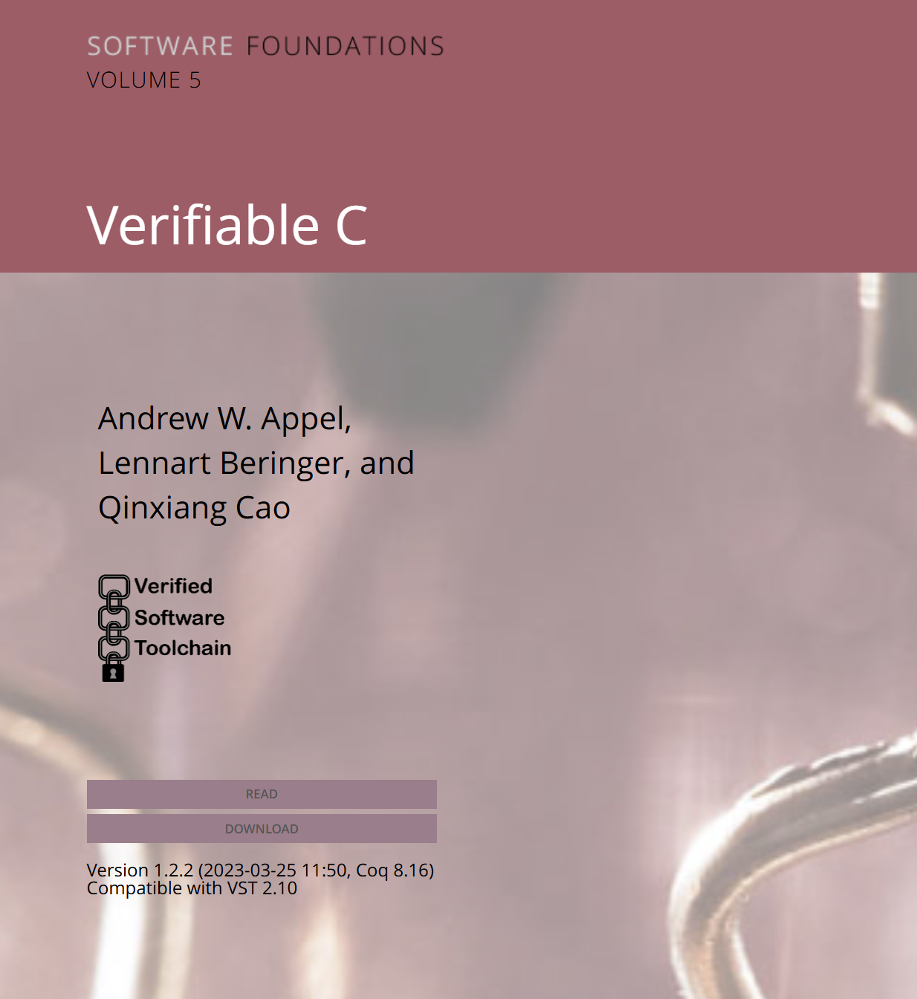 SOFTWARE FOUNDATIONS
VOLUME 5
Verifiable C
Andrew W. Appel,
Lennart Beringer, and
Qinxiang Cao
Verified
Software
Toolchain
READ
DOWNLOAD
Version 1.2.2 (2023-03-25 11:50, Coq 8.16)
Compatible with VST 2.10